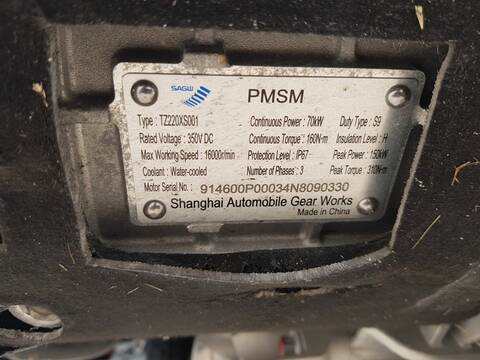 SAGW
PMSM
Type : TZ220XS001 Continuous Power : 70kW Duty Type : S9
Rated Voltage : 350V DC Continuous Torque : 160N·m Insulation Level : H
Max Working Speed : 16000r/min Protection Level : IP67 Peak Power : 150kW
Coolant : Water-cooled Number of Phases : 3 Peak Torque : 310N·m
Motor Serial No. : 914600P00034N8090330
Shanghai Automobile Gear Works
Made in China